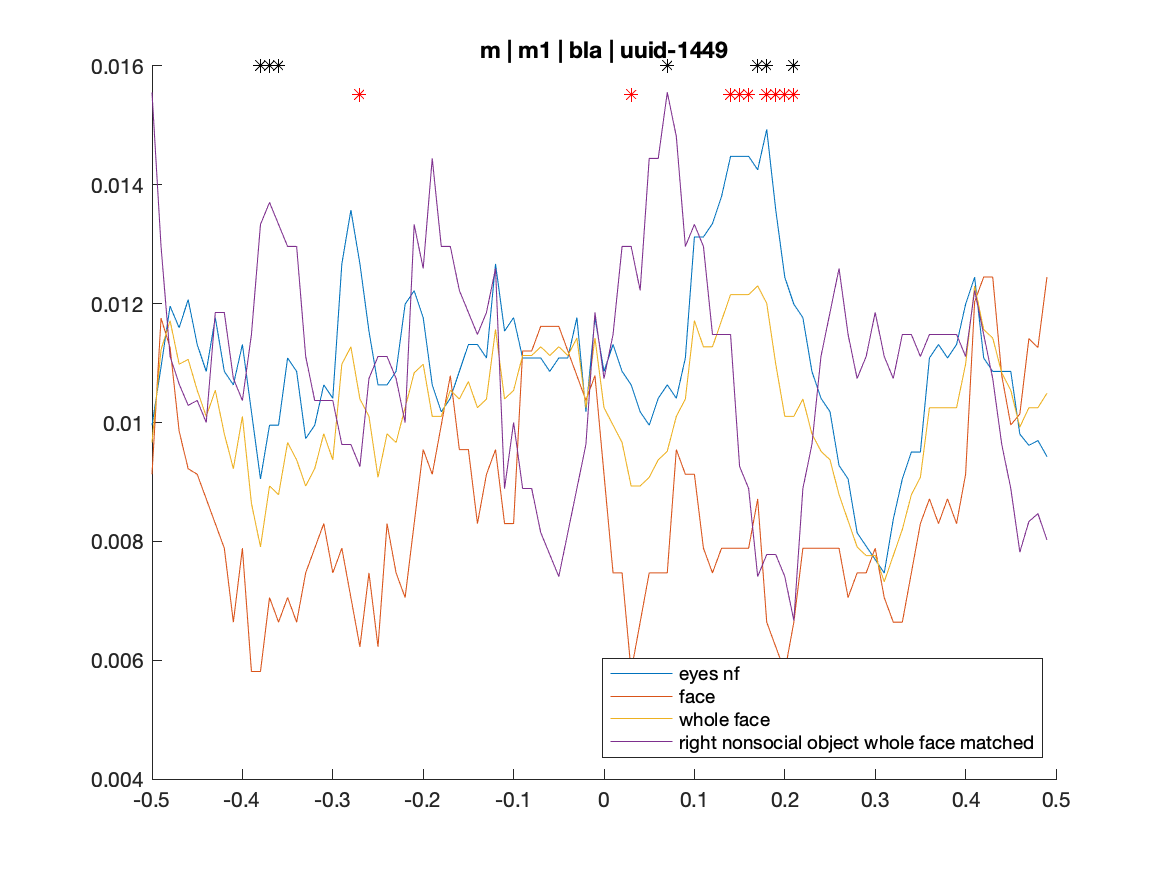 m | m1 | bla | uuid-1449
0.016
0.014
0.012
0.01
0.008
0.006
0.004
eyes nf
face
whole face
right nonsocial object whole face matched
-0.5 -0.4 -0.3 -0.2 -0.1 0 0.1 0.2 0.3 0.4 0.5